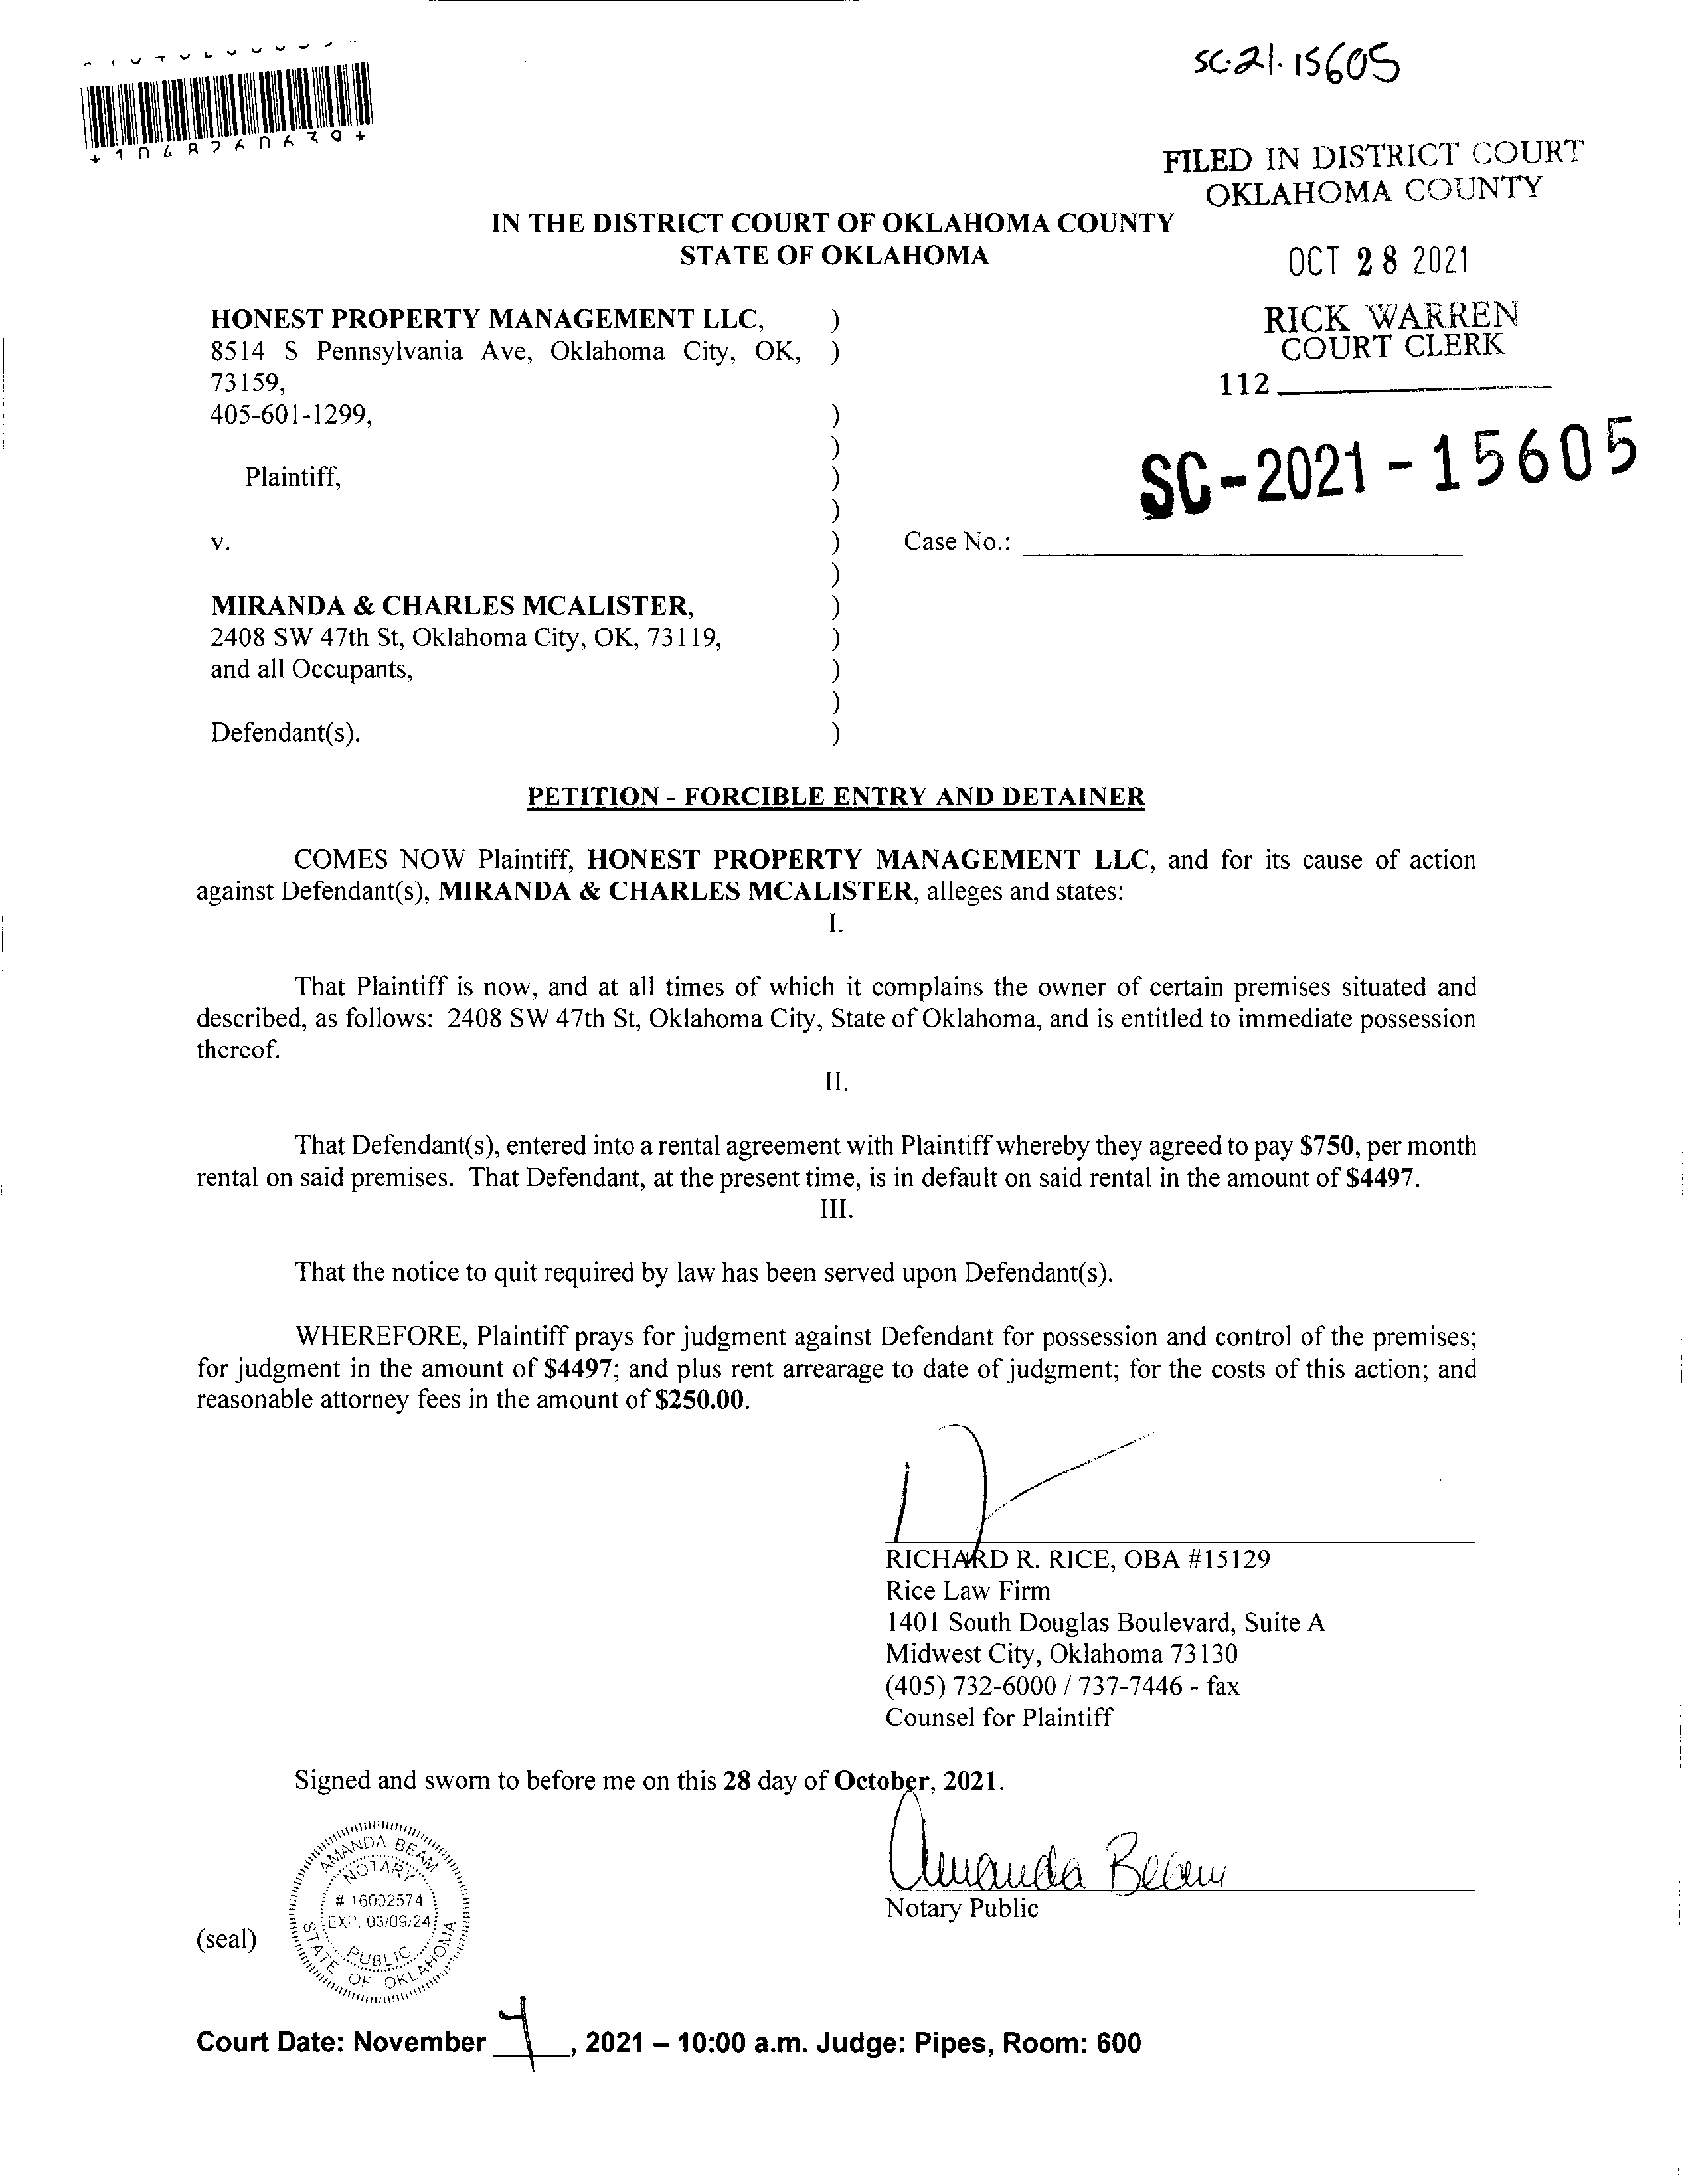 SC-21-15605
FILED IN DISTRICT COURT
OKLAHOMA COUNTY
IN THE DISTRICT COURT OF OKLAHOMA COUNTY
STATE OF OKLAHOMA
OCT 28 2021
HONEST PROPERTY MANAGEMENT LLC, )
RICK WARREN
COURT CLERK
8514 S Pennsylvania Ave, Oklahoma City, OK, )
73159,
112
405-601-1299, )
)
SC-2021-15605
Plaintiff, )
)
v. ) Case No.:
)
MIRANDA & CHARLES MCALISTER, )
2408 SW 47th St, Oklahoma City, OK, 73119, )
and all Occupants, )
)
Defendant(s). )
PETITION - FORCIBLE ENTRY AND DETAINER
COMES NOW Plaintiff, HONEST PROPERTY MANAGEMENT LLC, and for its cause of action
against Defendant(s), MIRANDA & CHARLES MCALISTER, alleges and states:
I.
That Plaintiff is now, and at all times of which it complains the owner of certain premises situated and
described, as follows: 2408 SW 47th St, Oklahoma City, State of Oklahoma, and is entitled to immediate possession
thereof.
II.
That Defendant(s), entered into a rental agreement with Plaintiff whereby they agreed to pay $750, per month
rental on said premises. That Defendant, at the present time, is in default on said rental in the amount of $4497.
III.
That the notice to quit required by law has been served upon Defendant(s).
WHEREFORE, Plaintiff prays for judgment against Defendant for possession and control of the premises;
for judgment in the amount of $4497; and plus rent arrearage to date of judgment; for the costs of this action; and
reasonable attorney fees in the amount of $250.00.
RICHARD R. RICE, OBA #15129
Rice Law Firm
1401 South Douglas Boulevard, Suite A
Midwest City, Oklahoma 73130
(405) 732-6000 / 737-7446 - fax
Counsel for Plaintiff
Signed and sworn to before me on this 28 day of October, 2021.
Amanda Beam
Notary Public
AMANDA BEAM
NOTARY
# 16002574
EXP. 03/09/24
PUBLIC
STATE OF OKLAHOMA
(seal)
Court Date: November 4, 2021 – 10:00 a.m. Judge: Pipes, Room: 600